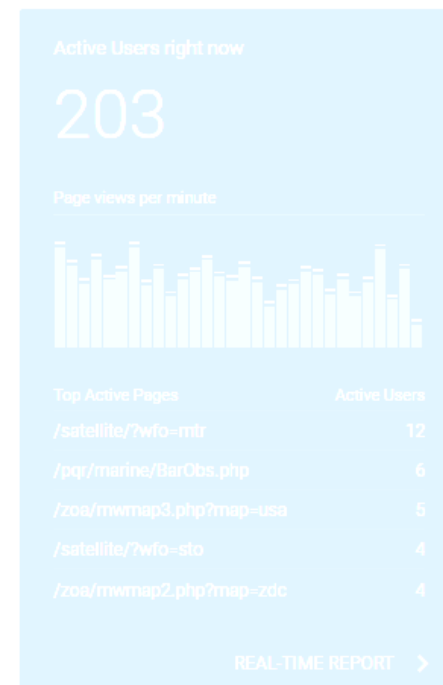 Active Users right now
203
Page views per minute
Top Active Pages Active Users
/satellite/?wfo=mtr 12
/pqr/marine/BarObs.php 6
/zoa/mwmap3.php?map=usa 5
/satellite/?wfo=sto 4
/zoa/mwmap2.php?map=zdc 4
REAL-TIME REPORT